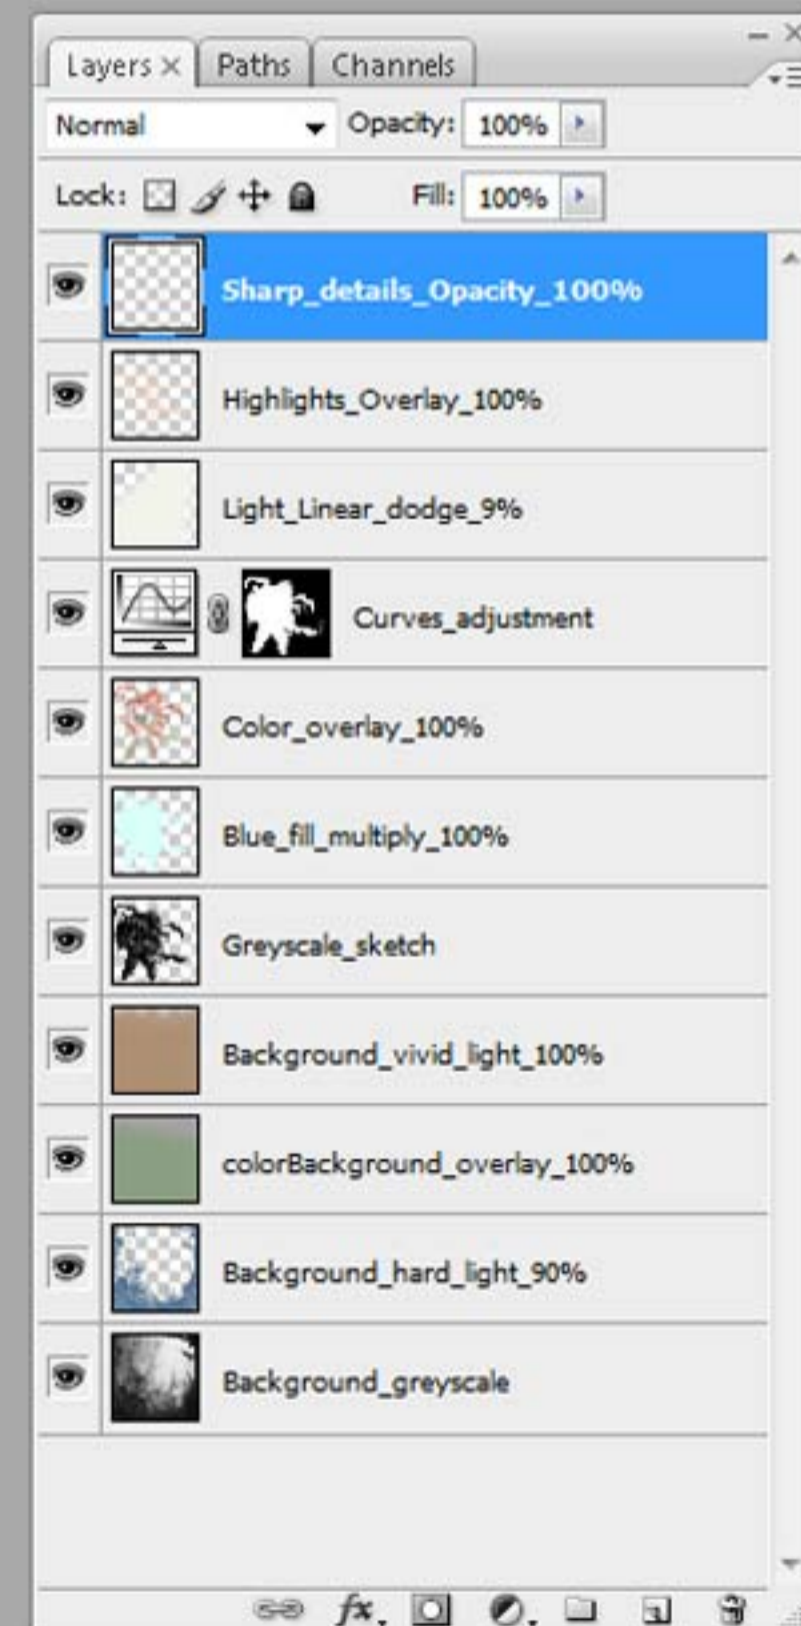 Layers × Paths Channels
Normal Opacity: 100%
Lock: Fill: 100%
Sharp_details_Opacity_100%
Highlights_Overlay_100%
Light_Linear_dodge_9%
Curves_adjustment
Color_overlay_100%
Blue_fill_multiply_100%
Greyscale_sketch
Background_vivid_light_100%
colorBackground_overlay_100%
Background_hard_light_90%
Background_greyscale
fx.